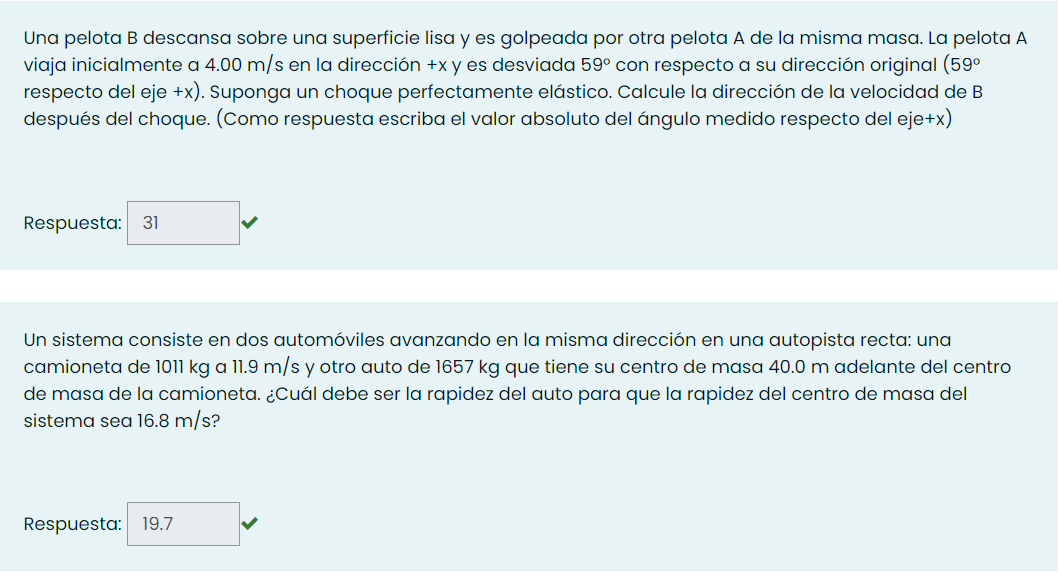 Una pelota B descansa sobre una superficie lisa y es golpeada por otra pelota A de la misma masa. La pelota A
viaja inicialmente a 4.00 m/s en la dirección +x y es desviada 59º con respecto a su dirección original (59º
respecto del eje +x). Suponga un choque perfectamente elástico. Calcule la dirección de la velocidad de B
después del choque. (Como respuesta escriba el valor absoluto del ángulo medido respecto del eje+x)
Respuesta: 31
Un sistema consiste en dos automóviles avanzando en la misma dirección en una autopista recta: una
camioneta de 1011 kg a 11.9 m/s y otro auto de 1657 kg que tiene su centro de masa 40.0 m adelante del centro
de masa de la camioneta. ¿Cuál debe ser la rapidez del auto para que la rapidez del centro de masa del
sistema sea 16.8 m/s?
Respuesta: 19.7